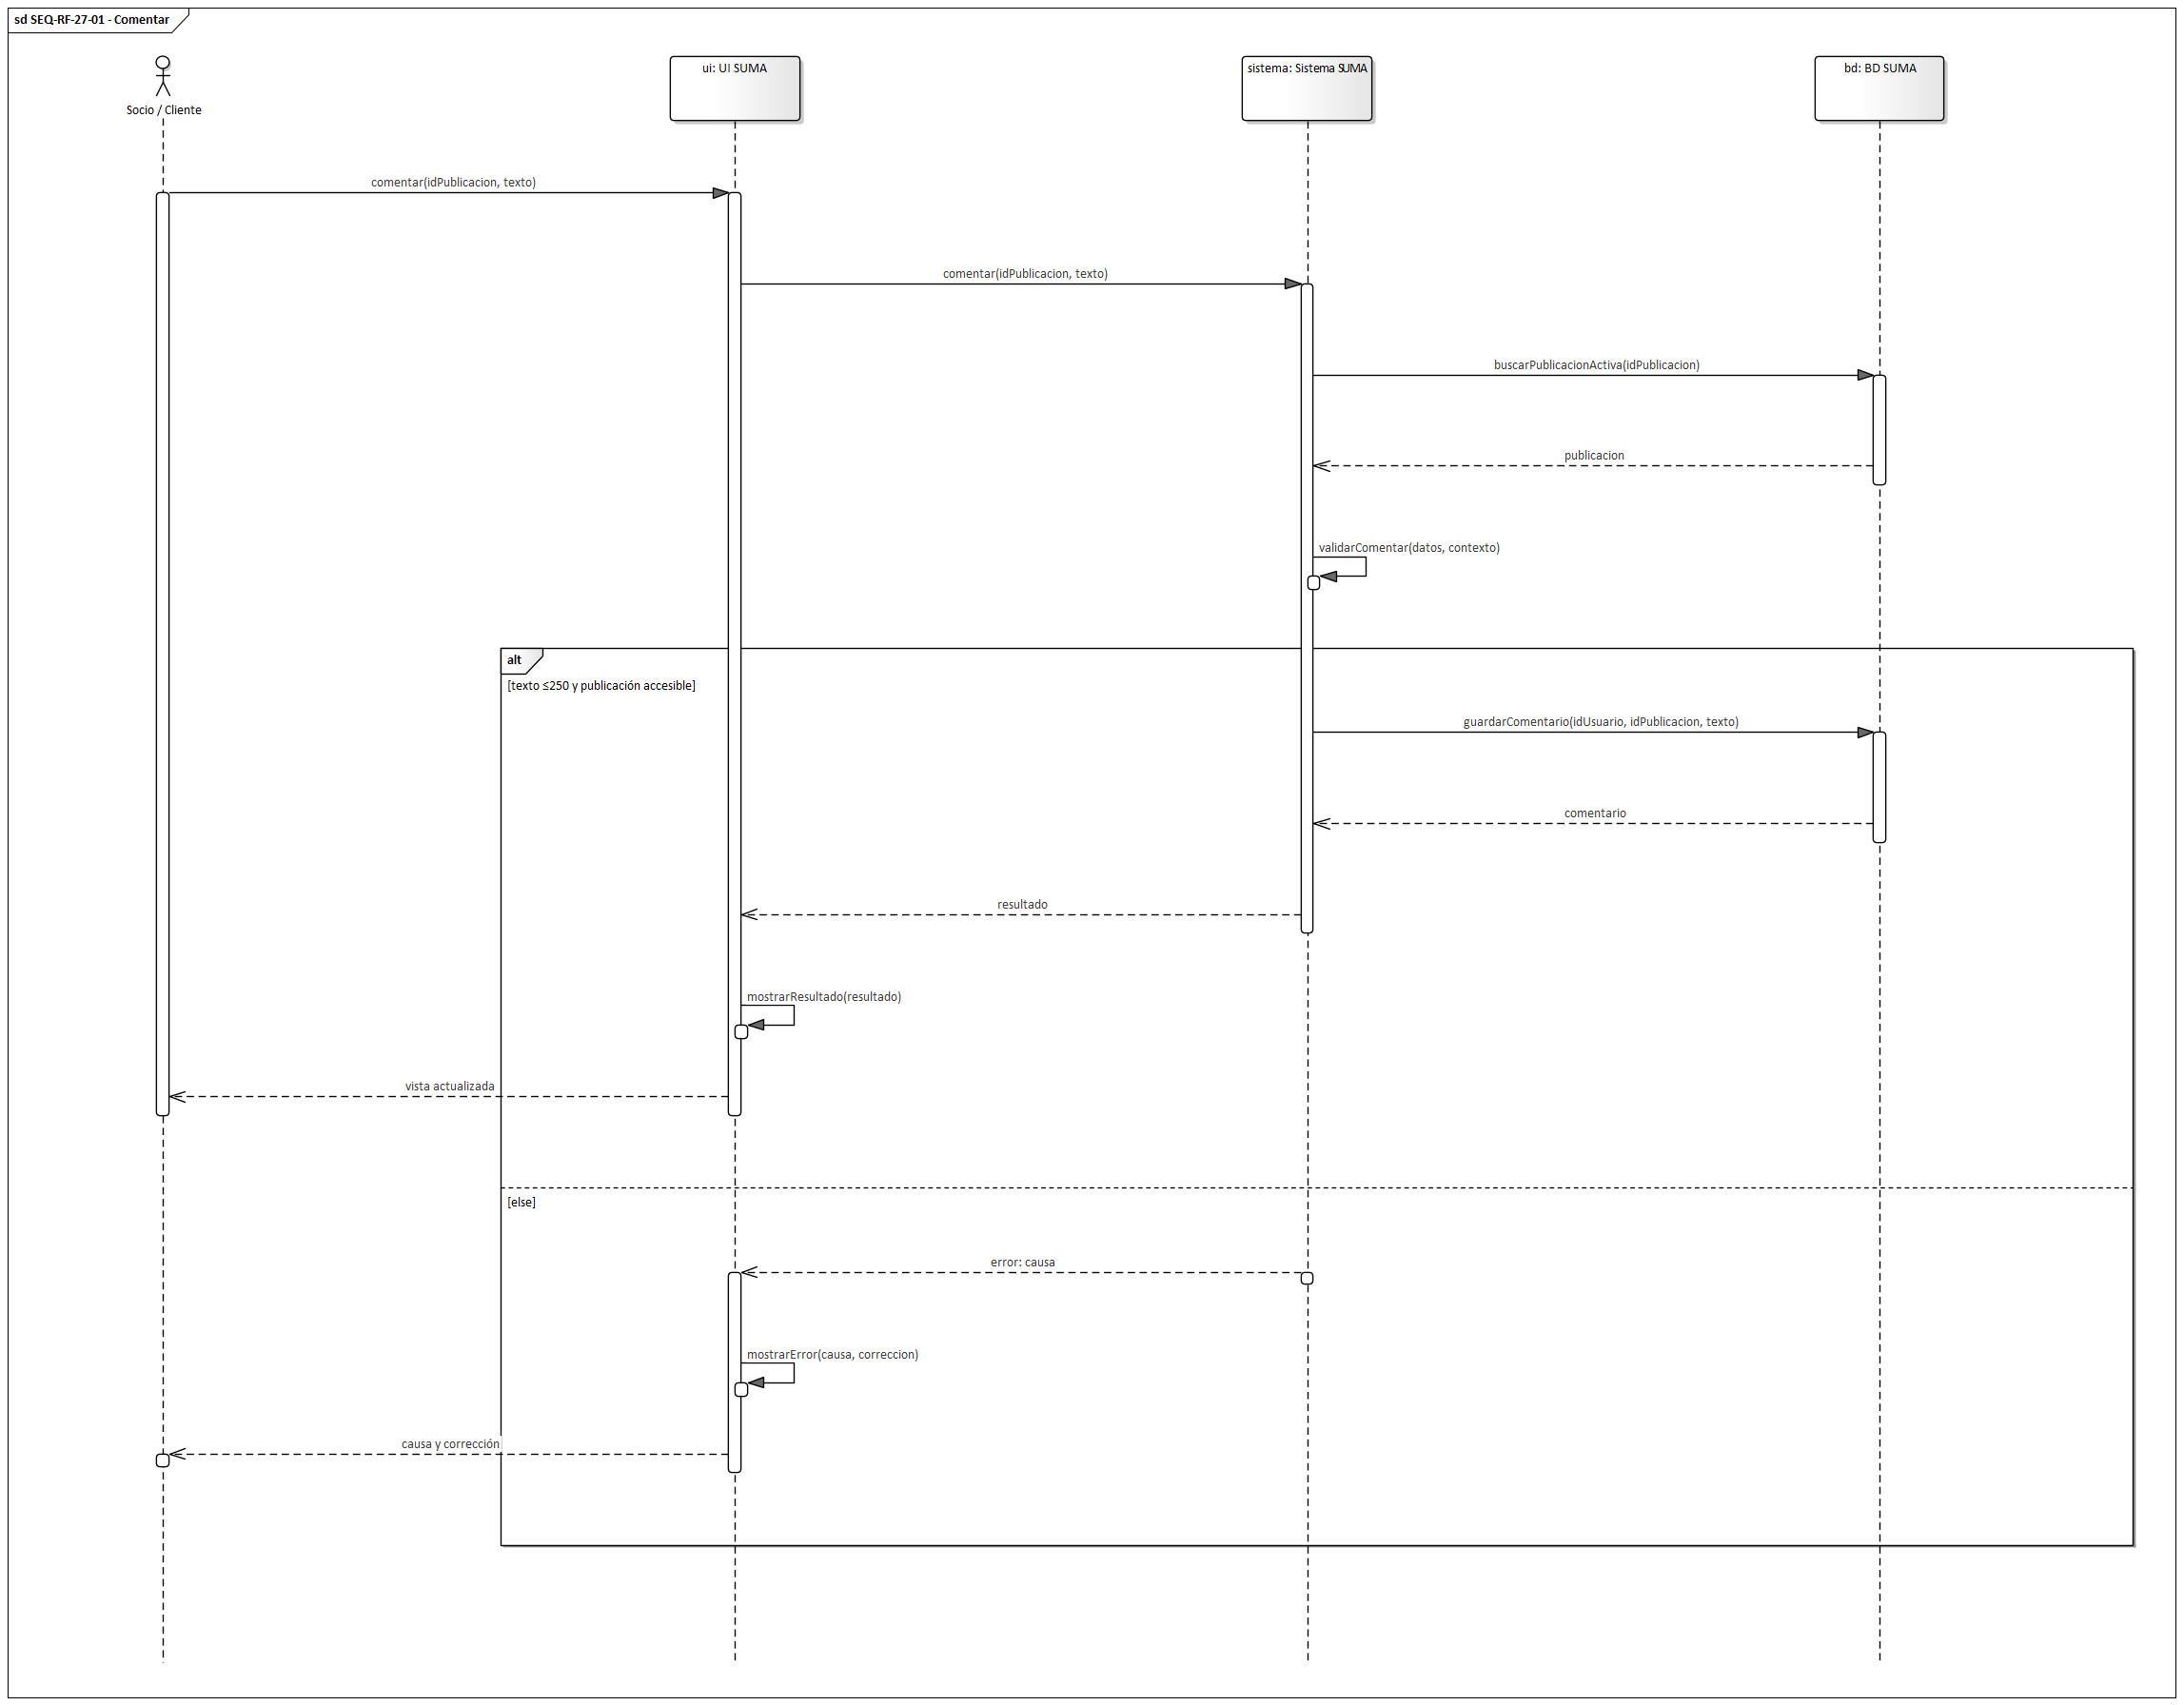 sd SEQ-RF-27-01 - Comentar
Socio / Cliente
ui: UI SUMA
sistema: Sistema SUMA
bd: BD SUMA
comentar(idPublicacion, texto)
comentar(idPublicacion, texto)
buscarPublicacionActiva(idPublicacion)
publicacion
validarComentar(datos, contexto)
alt
[texto ≤250 y publicación accesible]
guardarComentario(idUsuario, idPublicacion, texto)
comentario
resultado
mostrarResultado(resultado)
vista actualizada
[else]
error: causa
mostrarError(causa, correccion)
causa y corrección